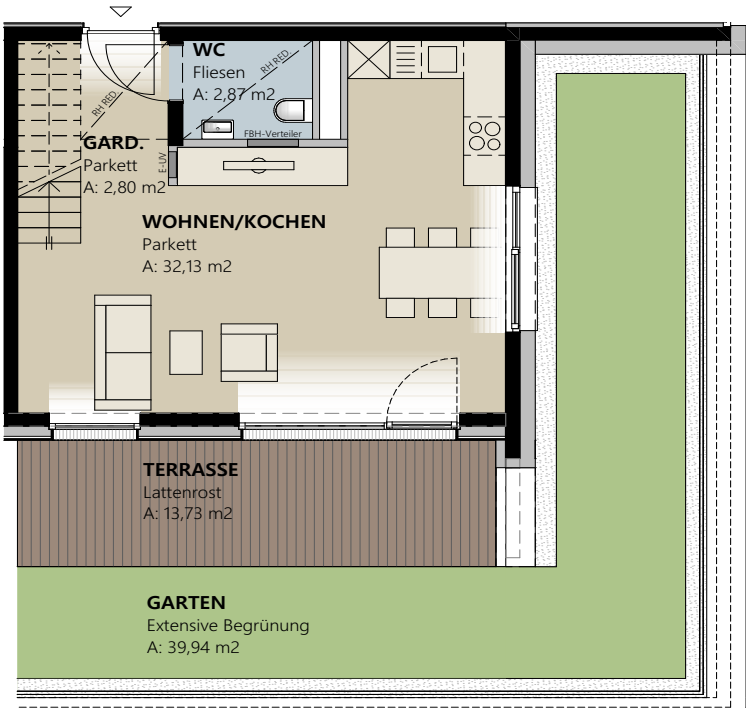 WC
Fliesen
A: 2,87 m2
RH RED.
FBH-Verteiler
RH RED.
GARD.
Parkett
A: 2,80 m2
E-UV
WOHNEN/KOCHEN
Parkett
A: 32,13 m2
TERRASSE
Lattenrost
A: 13,73 m2
GARTEN
Extensive Begrünung
A: 39,94 m2